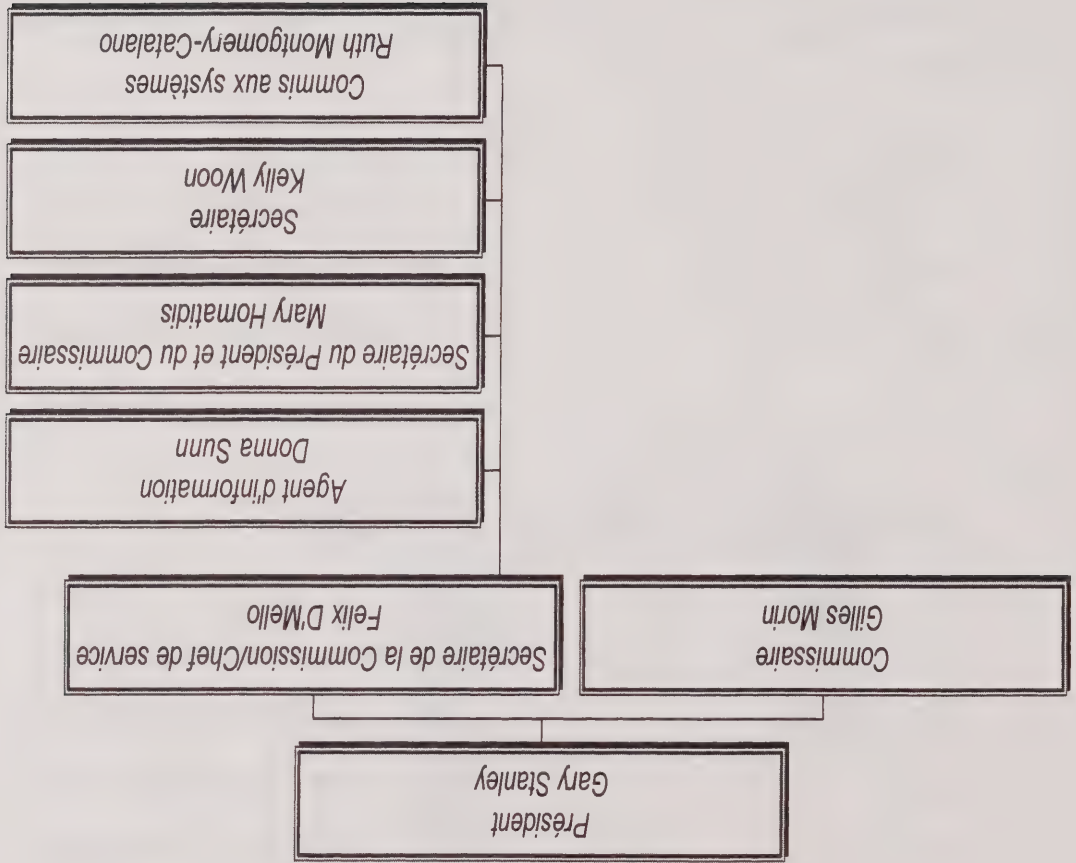 Président
Gary Stanley
Commissaire
Gilles Morin
Secrétaire de la Commission/Chef de service
Felix D'Mello
Agent d'information
Donna Sunn
Secrétaire du Président et du Commissaire
Mary Homatidis
Secrétaire
Kelly Woon
Commis aux systèmes
Ruth Montgomery-Catalano